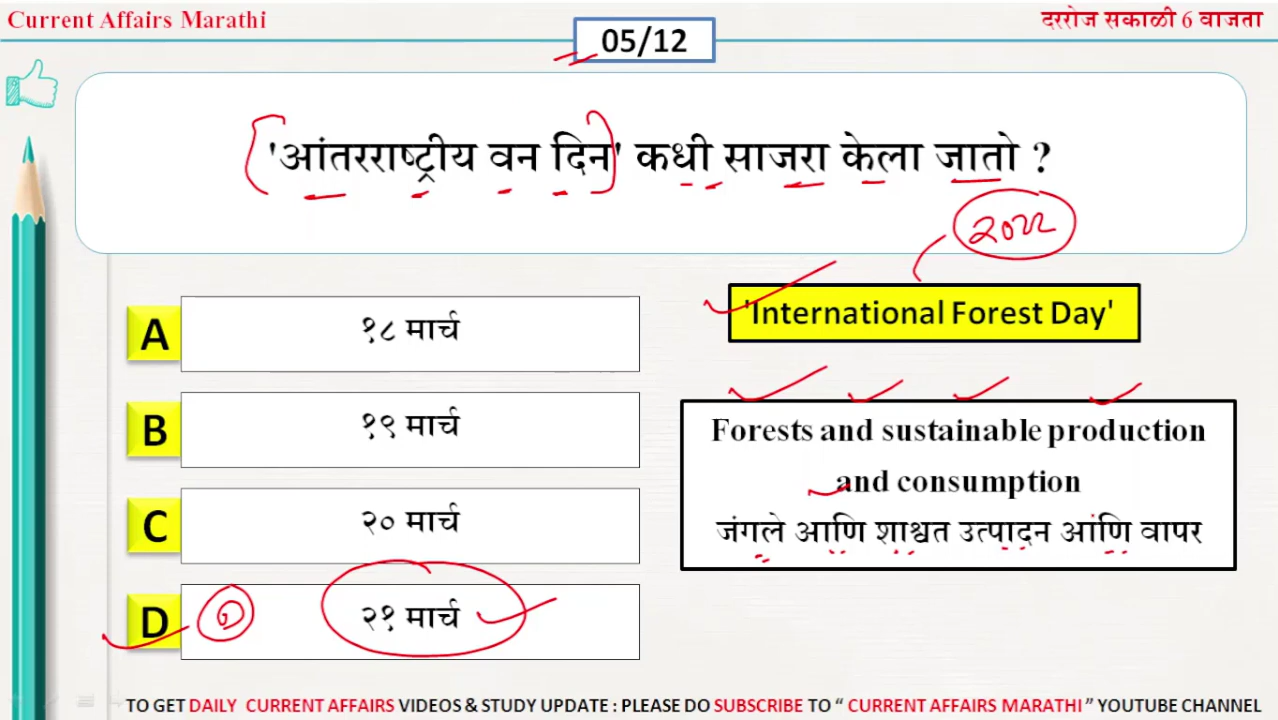 Current Affairs Marathi
दररोज सकाळी 6 वाजता
05/12
'आंतरराष्ट्रीय वन दिन' कधी साजरा केला जातो ?
२०२२
A
१८ मार्च
'International Forest Day'
B
१९ मार्च
Forests and sustainable production
and consumption
जंगले आणि शाश्वत उत्पादन आणि वापर
C
२० मार्च
D
२१ मार्च
TO GET DAILY CURRENT AFFAIRS VIDEOS & STUDY UPDATE : PLEASE DO SUBSCRIBE TO “ CURRENT AFFAIRS MARATHI ” YOUTUBE CHANNEL